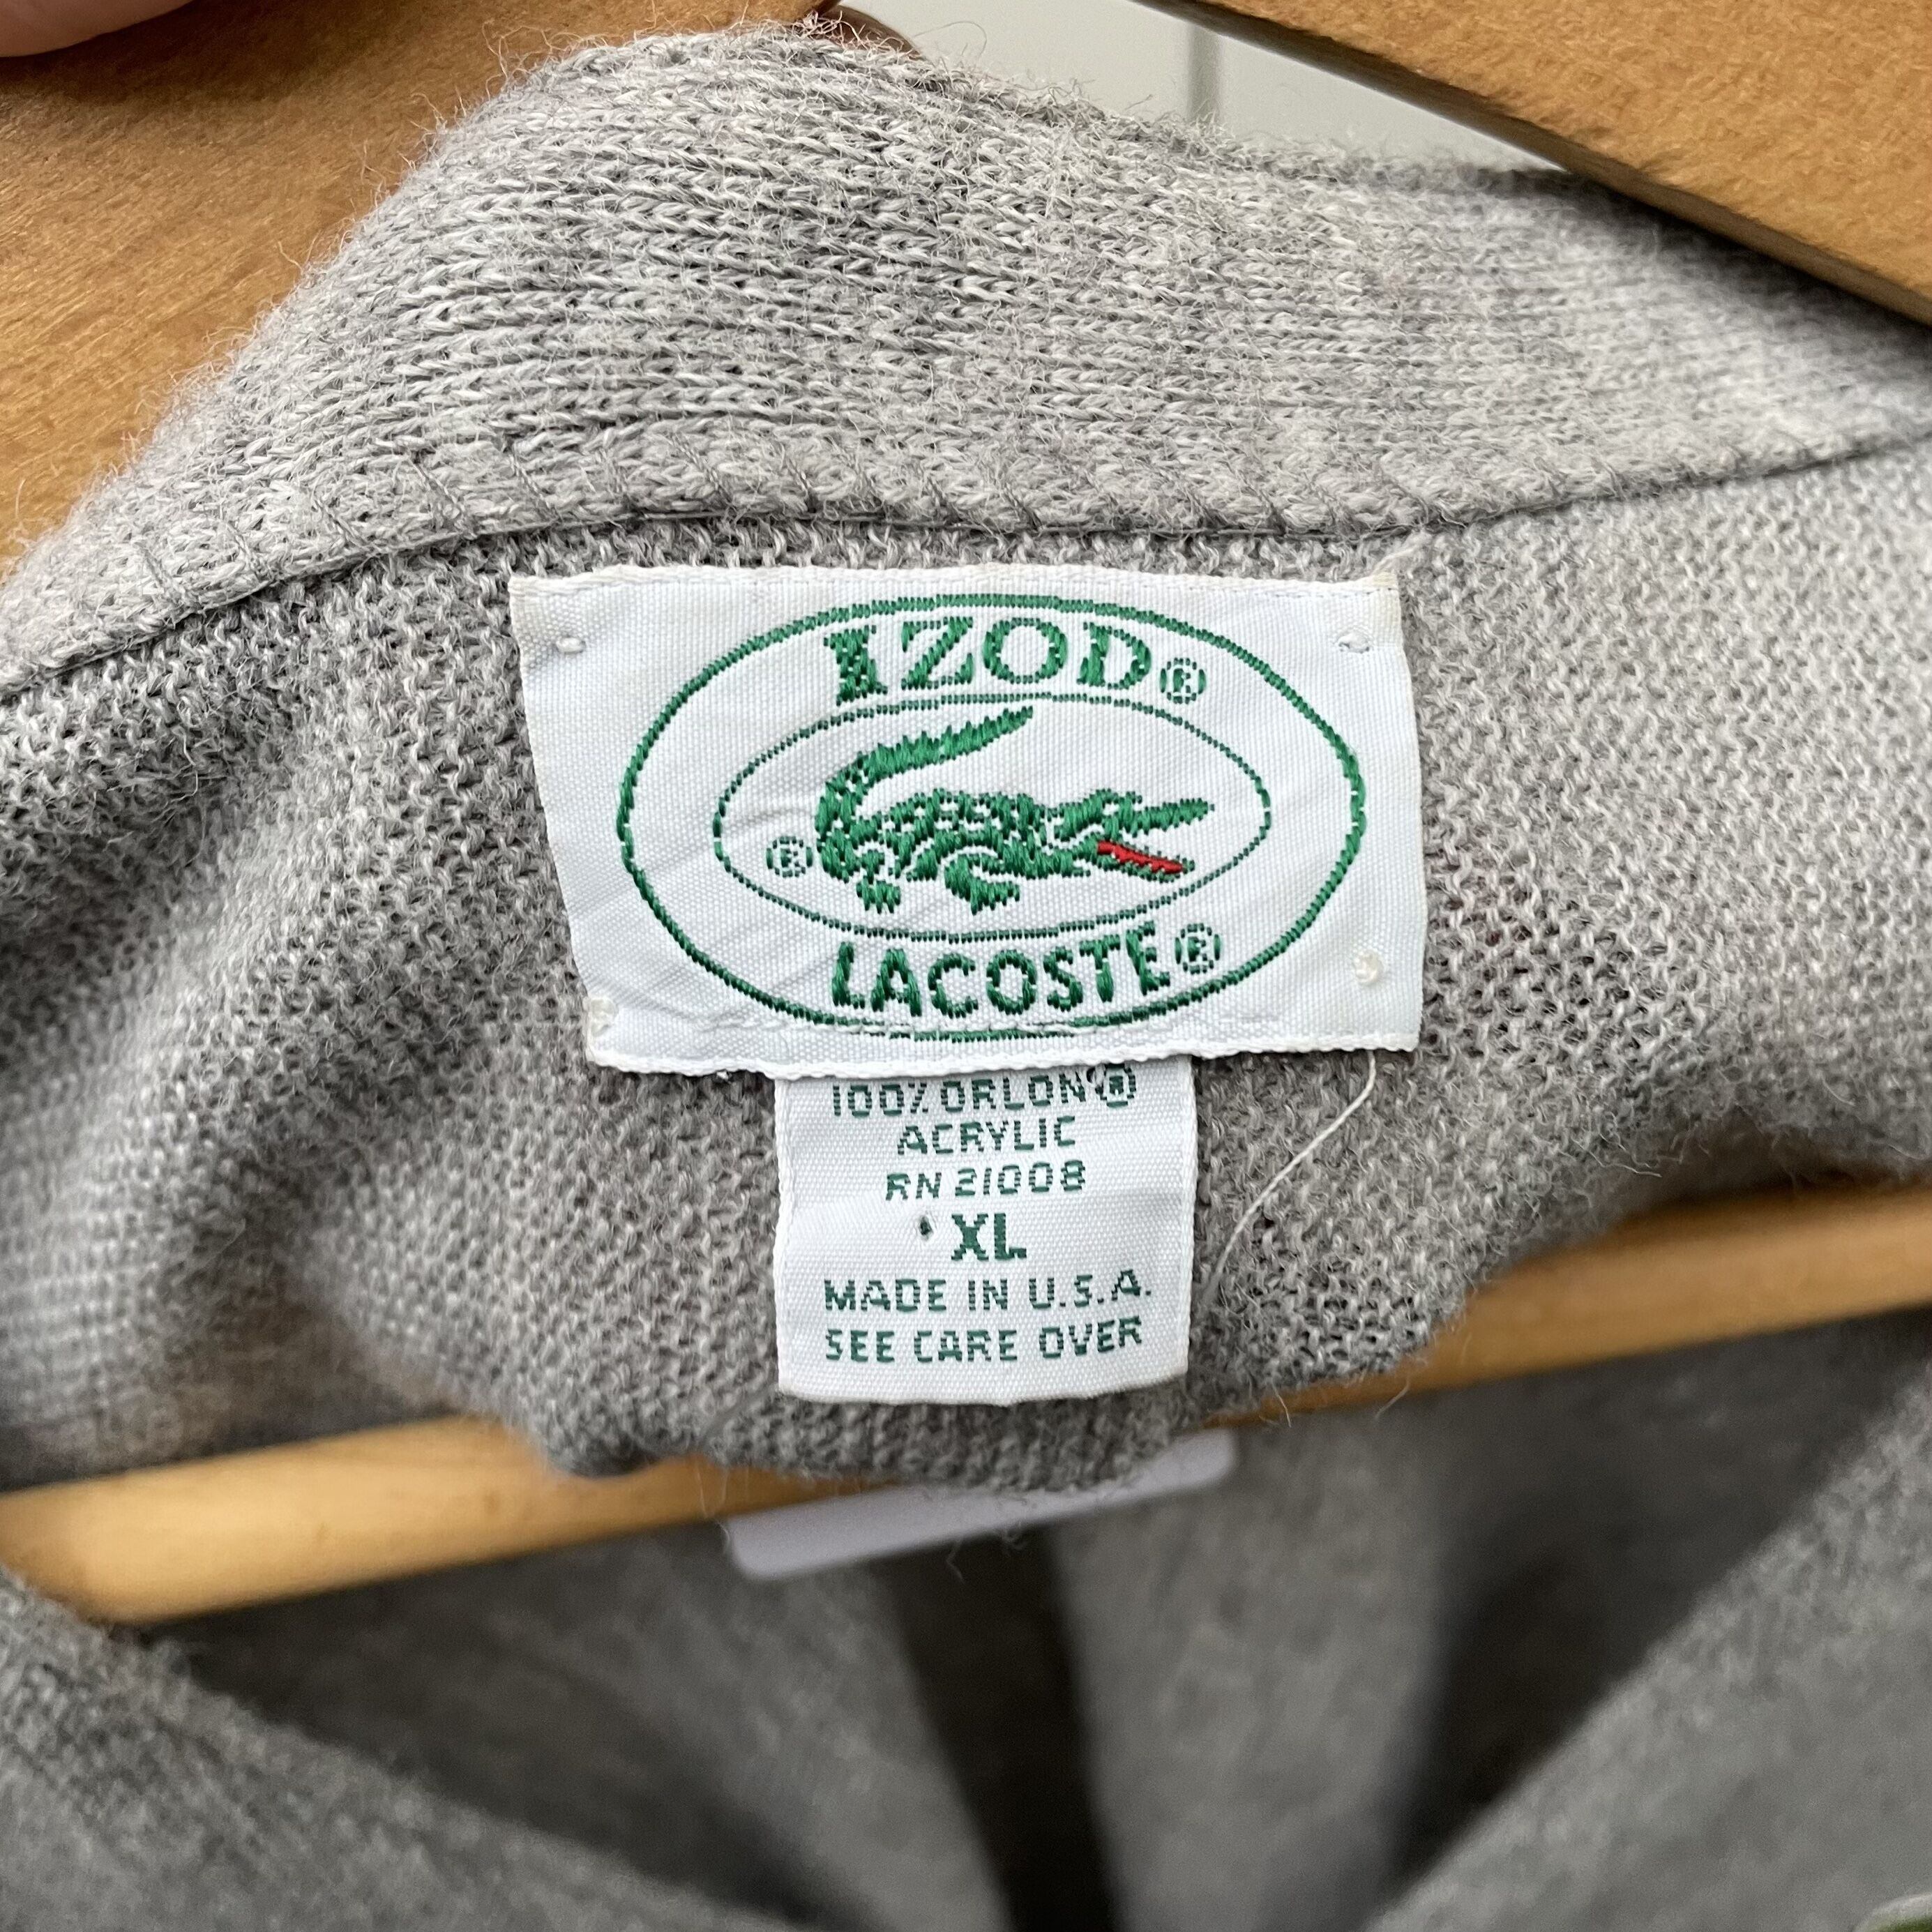 IZOD®
®
LACOSTE®
100% ORLON®
ACRYLIC
RN 21008
XL
MADE IN U.S.A.
SEE CARE OVER